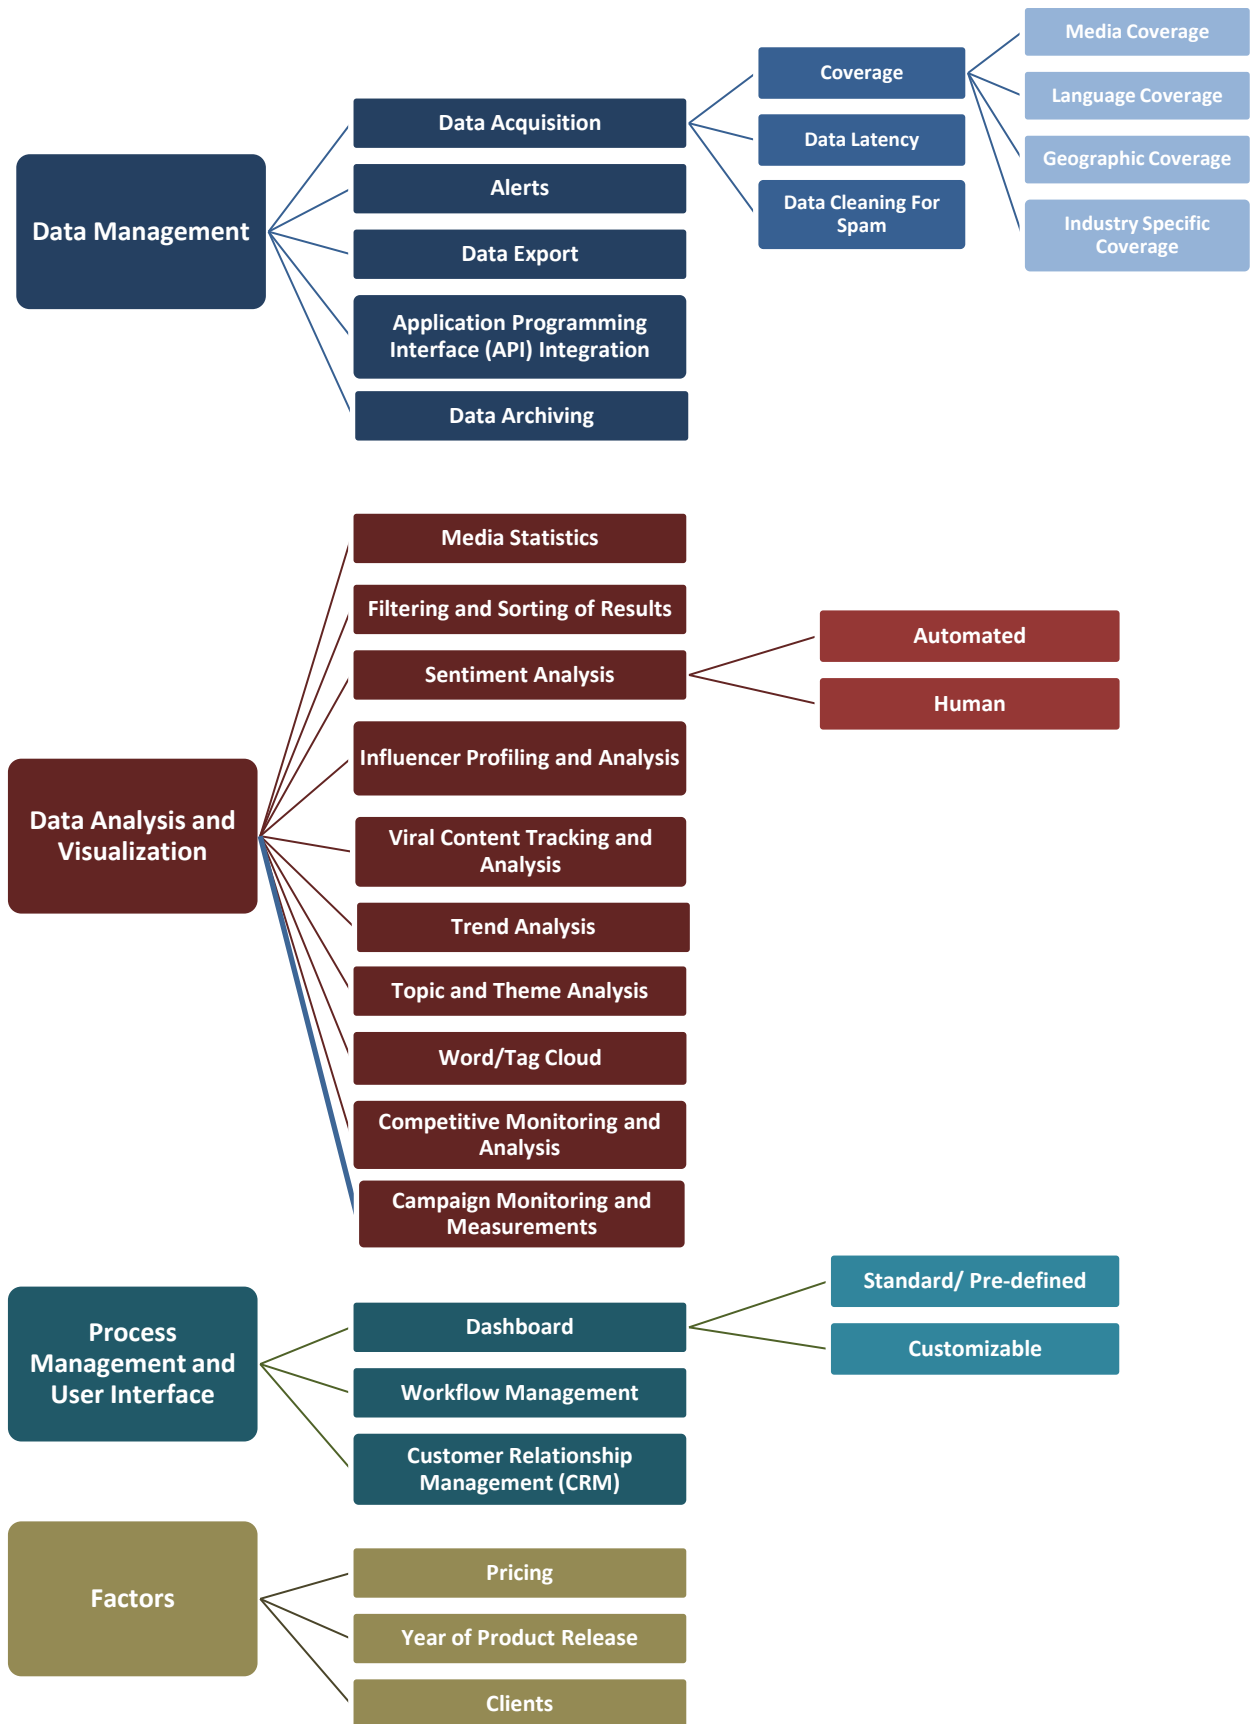 Data Management
Data Acquisition
Alerts
Data Export
Application Programming
Interface (API) Integration
Data Archiving
Coverage
Data Latency
Data Cleaning For
Spam
Media Coverage
Language Coverage
Geographic Coverage
Industry Specific
Coverage
Data Analysis and
Visualization
Media Statistics
Filtering and Sorting of Results
Sentiment Analysis
Influencer Profiling and Analysis
Viral Content Tracking and
Analysis
Trend Analysis
Topic and Theme Analysis
Word/Tag Cloud
Competitive Monitoring and
Analysis
Campaign Monitoring and
Measurements
Automated
Human
Process
Management and
User Interface
Dashboard
Workflow Management
Customer Relationship
Management (CRM)
Standard/ Pre-defined
Customizable
Factors
Pricing
Year of Product Release
Clients